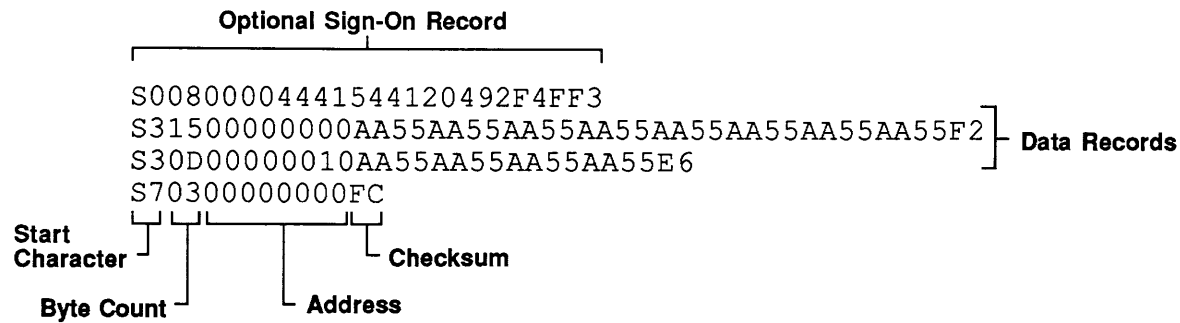 Optional Sign-On Record
S00800004441544120492F4FF3
S31500000000AA55AA55AA55AA55AA55AA55AA55AA55F2
Data Records
S30D00000010AA55AA55AA55AA55E6
S70300000000FC
Start
Character
Checksum
Byte Count
Address